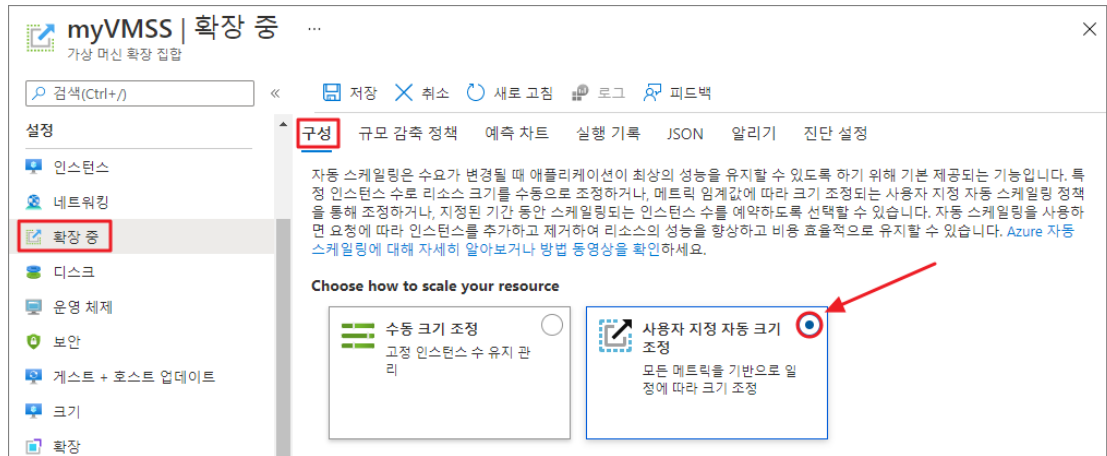 myVMSS | 확장 중 ...
가상 머신 확장 집합
검색(Ctrl+/)
저장 취소 새로 고침 로그 피드백
설정
구성 규모 감축 정책 예측 차트 실행 기록 JSON 알리기 진단 설정
인스턴스
네트워킹
확장 중
디스크
운영 체제
보안
게스트 + 호스트 업데이트
크기
확장
자동 스케일링은 수요가 변경될 때 애플리케이션이 최상의 성능을 유지할 수 있도록 하기 위해 기본 제공되는 기능입니다. 특
정 인스턴스 수로 리소스 크기를 수동으로 조정하거나, 메트릭 임계값에 따라 크기 조정되는 사용자 지정 자동 스케일링 정책
을 통해 조정하거나, 지정된 기간 동안 스케일링되는 인스턴스 수를 예약하도록 선택할 수 있습니다. 자동 스케일링을 사용하
면 요청에 따라 인스턴스를 추가하고 제거하여 리소스의 성능을 향상하고 비용 효율적으로 유지할 수 있습니다. Azure 자동
스케일링에 대해 자세히 알아보거나 방법 동영상을 확인하세요.
Choose how to scale your resource
수동 크기 조정
고정 인스턴스 수 유지 관
리
사용자 지정 자동 크기
조정
모든 메트릭을 기반으로 일
정에 따라 크기 조정